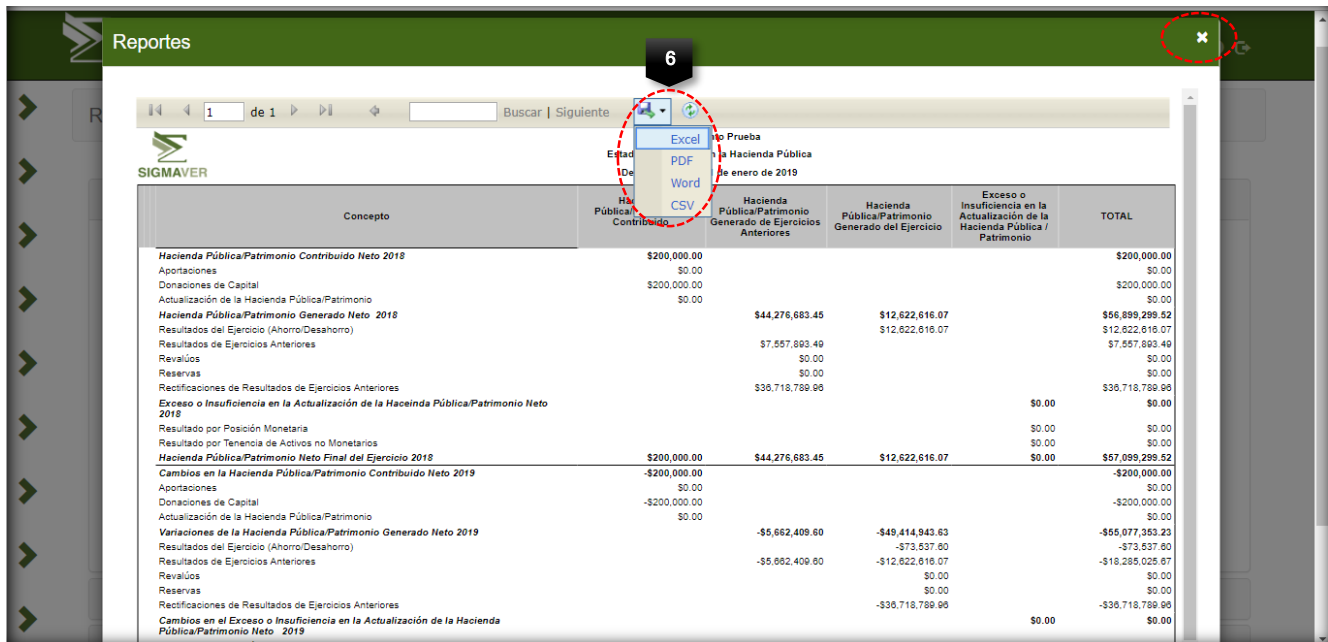 Reportes
6
R
1 de 1 Buscar | Siguiente
Excel
PDF
Word
CSV
SIGMAVER
Prueba
la Hacienda Pública
de enero de 2019
Concepto
Contribuido
Hacienda
Pública/Patrimonio
Generado de Ejercicios
Anteriores
Hacienda
Pública/Patrimonio
Generado del Ejercicio
Exceso o
Insuficiencia en la
Actualización de la
Hacienda Pública /
Patrimonio
TOTAL
Hacienda Pública/Patrimonio Contribuido Neto 2018 $200,000.00 $200,000.00
Aportaciones $0.00 $0.00
Donaciones de Capital $200,000.00 $200,000.00
Actualización de la Hacienda Pública/Patrimonio $0.00 $0.00
Hacienda Pública/Patrimonio Generado Neto 2018 $44,276,683.45 $12,622,616.07 $56,899,299.52
Resultados del Ejercicio (Ahorro/Desahorro) $12,622,616.07 $12,622,616.07
Resultados de Ejercicios Anteriores $7,557,893.49 $7,557,893.49
Revalúos $0.00 $0.00
Reservas $0.00 $0.00
Rectificaciones de Resultados de Ejercicios Anteriores $36,718,789.96 $36,718,789.96
Exceso o Insuficiencia en la Actualización de la Haceinda Pública/Patrimonio Neto
2018 $0.00 $0.00
Resultado por Posición Monetaria $0.00 $0.00
Resultado por Tenencia de Activos no Monetarios $0.00 $0.00
Hacienda Pública/Patrimonio Neto Final del Ejercicio 2018 $200,000.00 $44,276,683.45 $12,622,616.07 $0.00 $57,099,299.52
Cambios en la Hacienda Pública/Patrimonio Contribuido Neto 2019 -$200,000.00 -$200,000.00
Aportaciones $0.00 $0.00
Donaciones de Capital -$200,000.00 -$200,000.00
Actualización de la Hacienda Pública/Patrimonio $0.00 $0.00
Variaciones de la Hacienda Pública/Patrimonio Generado Neto 2019 -$5,662,409.60 -$49,414,943.63 -$55,077,353.23
Resultados del Ejercicio (Ahorro/Desahorro) -$73,537.60 -$73,537.60
Resultados de Ejercicios Anteriores -$5,662,409.60 -$12,622,616.07 -$18,285,025.67
Revalúos $0.00 $0.00
Reservas $0.00 $0.00
Rectificaciones de Resultados de Ejercicios Anteriores -$36,718,789.96 -$36,718,789.96
Cambios en el Exceso o Insuficiencia en la Actualización de la Hacienda
Pública/Patrimonio Neto 2019 $0.00 $0.00